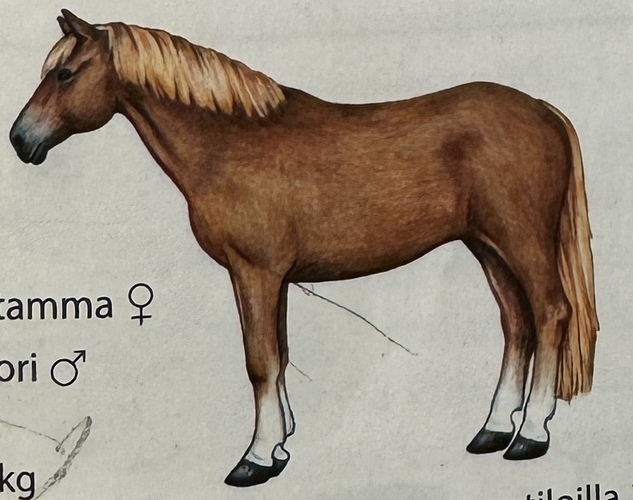 tamma ♀
ori ♂
kg
tiloilla